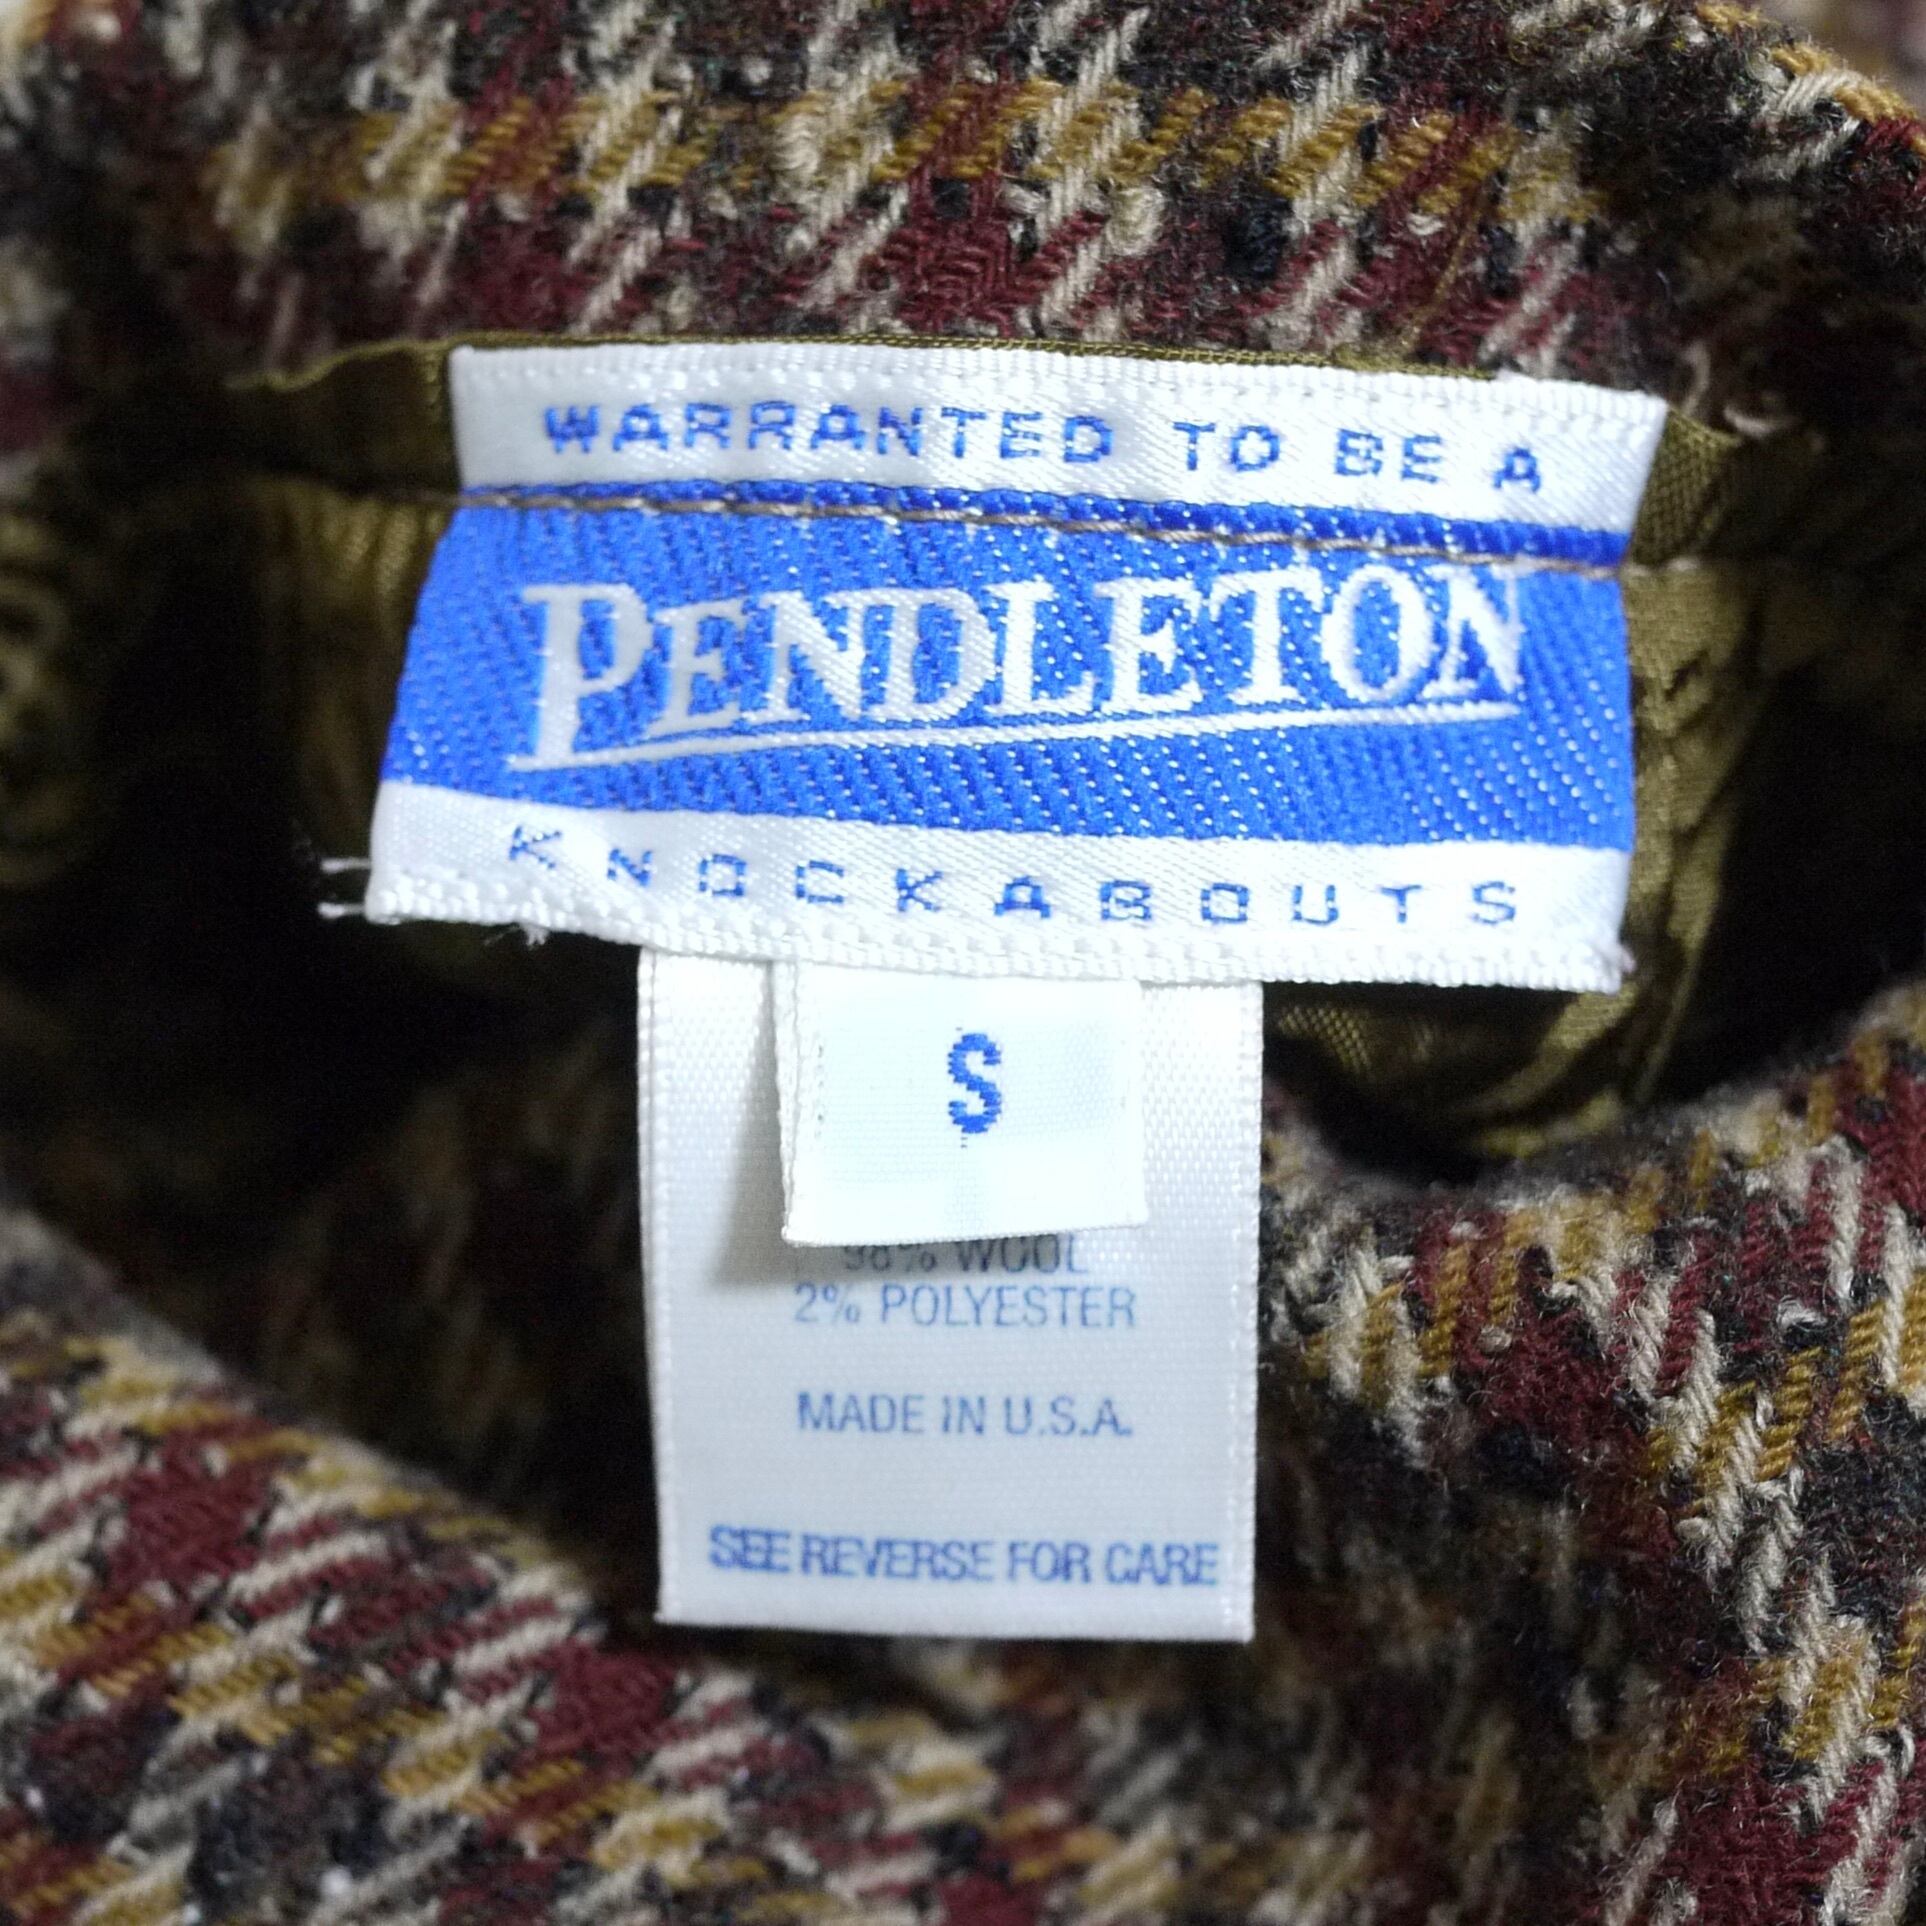 WARRANTED TO BE A
PENDLETON
KNOCKABOUTS
S
98% WOOL
2% POLYESTER
MADE IN U.S.A.
SEE REVERSE FOR CARE